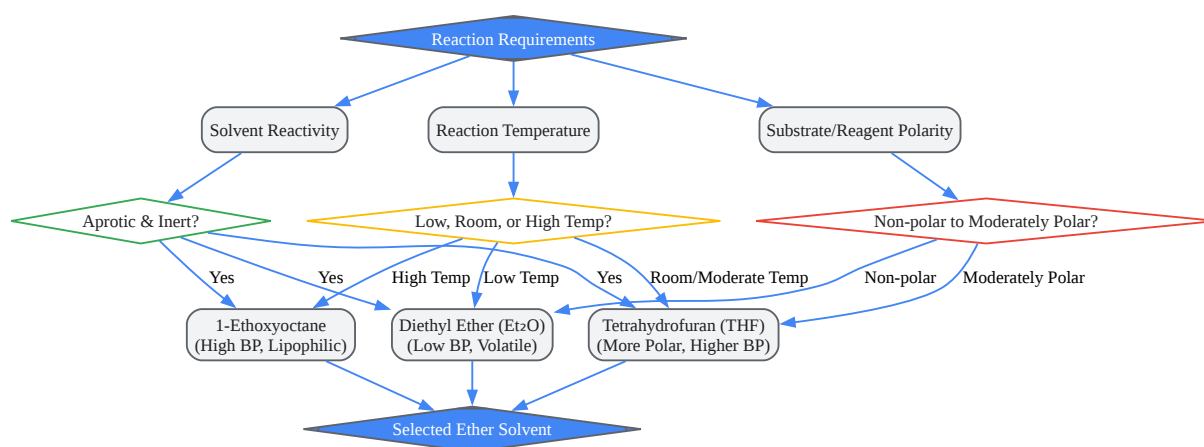 Reaction Requirements
Solvent Reactivity
Reaction Temperature
Substrate/Reagent Polarity
Aprotic & Inert?
Low, Room, or High Temp?
Non-polar to Moderately Polar?
Yes
Yes
High Temp
Low Temp
Yes
Room/Moderate Temp
Non-polar
Moderately Polar
1-Ethoxyoctane
(High BP, Lipophilic)
Diethyl Ether (Et₂O)
(Low BP, Volatile)
Tetrahydrofuran (THF)
(More Polar, Higher BP)
Selected Ether Solvent